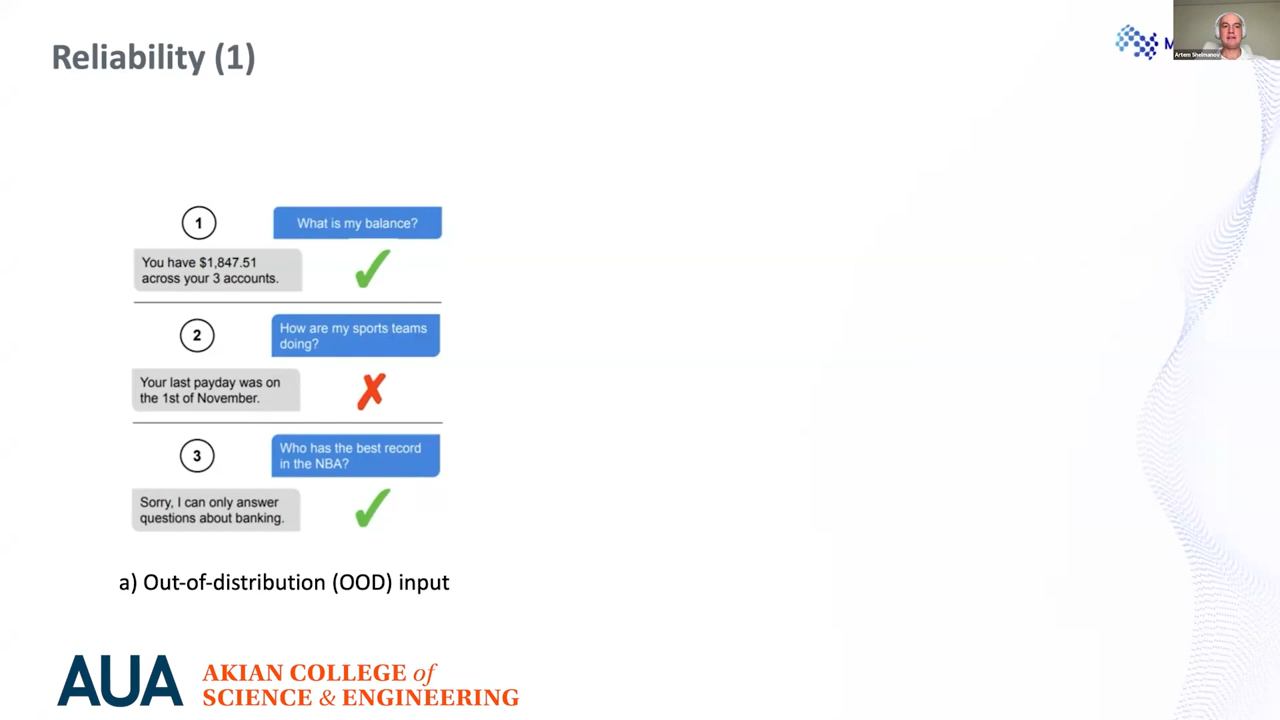 Reliability (1)
M
Artem Shelmanov
1
What is my balance?
You have $1,847.51
across your 3 accounts.
2
How are my sports teams
doing?
Your last payday was on
the 1st of November.
3
Who has the best record
in the NBA?
Sorry, I can only answer
questions about banking.
a) Out-of-distribution (OOD) input
AUA
AKIAN COLLEGE of
SCIENCE & ENGINEERING